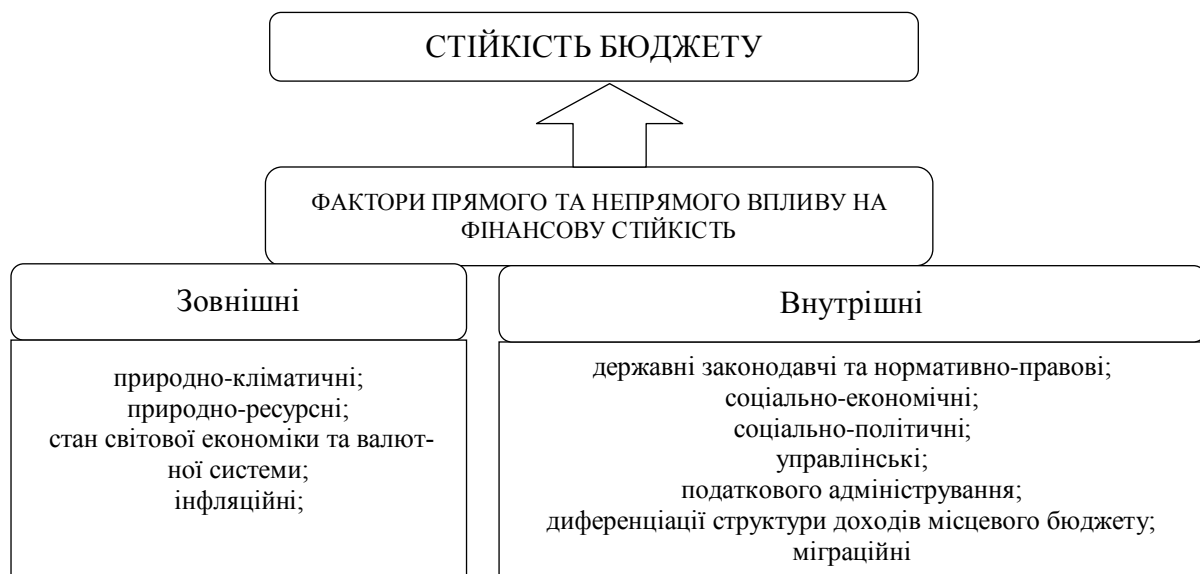 СТІЙКІСТЬ БЮДЖЕТУ
ФАКТОРИ ПРЯМОГО ТА НЕПРЯМОГО ВПЛИВУ НА
ФІНАНСОВУ СТІЙКІСТЬ
Зовнішні
природно-кліматичні;
природно-ресурсні;
стан світової економіки та валют-
ної системи;
інфляційні;
Внутрішні
державні законодавчі та нормативно-правові;
соціально-економічні;
соціально-політичні;
управлінські;
податкового адміністрування;
диференціації структури доходів місцевого бюджету;
міграційні